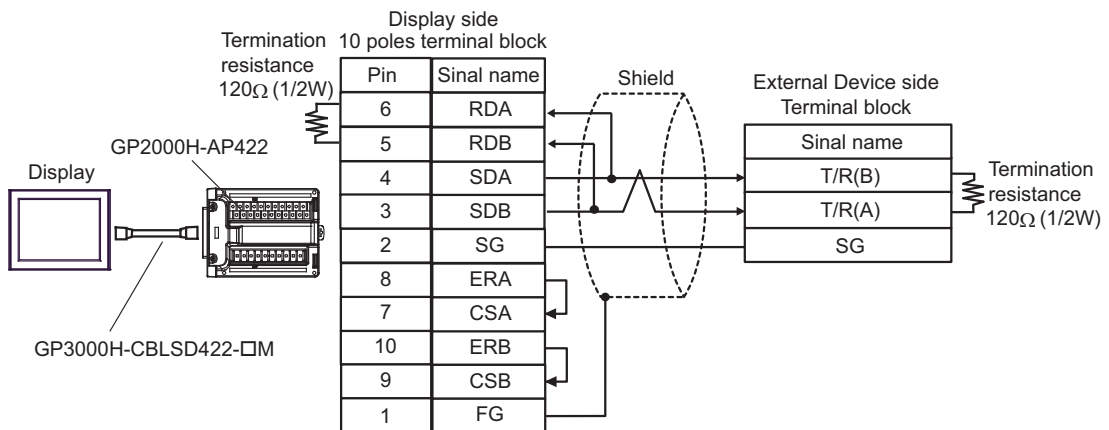 Display side
10 poles terminal block
Termination
resistance
120Ω (1/2W)
Pin Sinal name
6 RDA
5 RDB
4 SDA
3 SDB
2 SG
8 ERA
7 CSA
10 ERB
9 CSB
1 FG
Shield
External Device side
Terminal block
Sinal name
T/R(B)
T/R(A)
SG
Termination
resistance
120Ω (1/2W)
GP2000H-AP422
Display
GP3000H-CBLSD422-□M